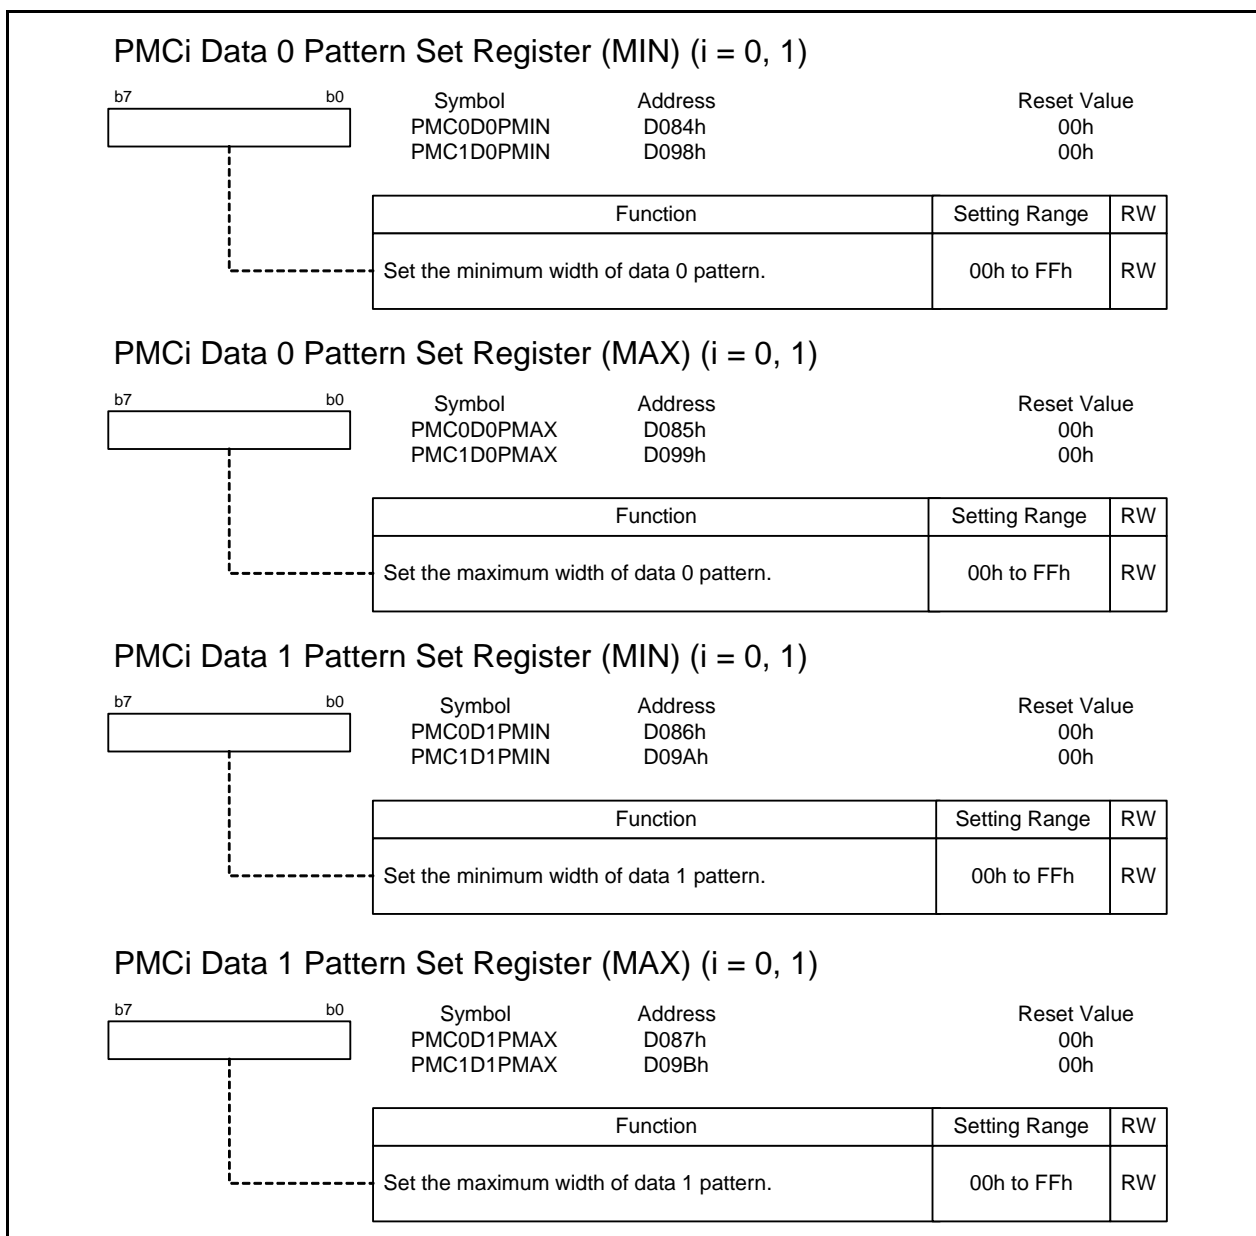 PMCi Data 0 Pattern Set Register (MIN) (i = 0, 1)
b7 b0 Symbol Address Reset Value
PMC0D0PMIN D084h 00h
PMC1D0PMIN D098h 00h
Function Setting Range RW
Set the minimum width of data 0 pattern. 00h to FFh RW
PMCi Data 0 Pattern Set Register (MAX) (i = 0, 1)
b7 b0 Symbol Address Reset Value
PMC0D0PMAX D085h 00h
PMC1D0PMAX D099h 00h
Function Setting Range RW
Set the maximum width of data 0 pattern. 00h to FFh RW
PMCi Data 1 Pattern Set Register (MIN) (i = 0, 1)
b7 b0 Symbol Address Reset Value
PMC0D1PMIN D086h 00h
PMC1D1PMIN D09Ah 00h
Function Setting Range RW
Set the minimum width of data 1 pattern. 00h to FFh RW
PMCi Data 1 Pattern Set Register (MAX) (i = 0, 1)
b7 b0 Symbol Address Reset Value
PMC0D1PMAX D087h 00h
PMC1D1PMAX D09Bh 00h
Function Setting Range RW
Set the maximum width of data 1 pattern. 00h to FFh RW